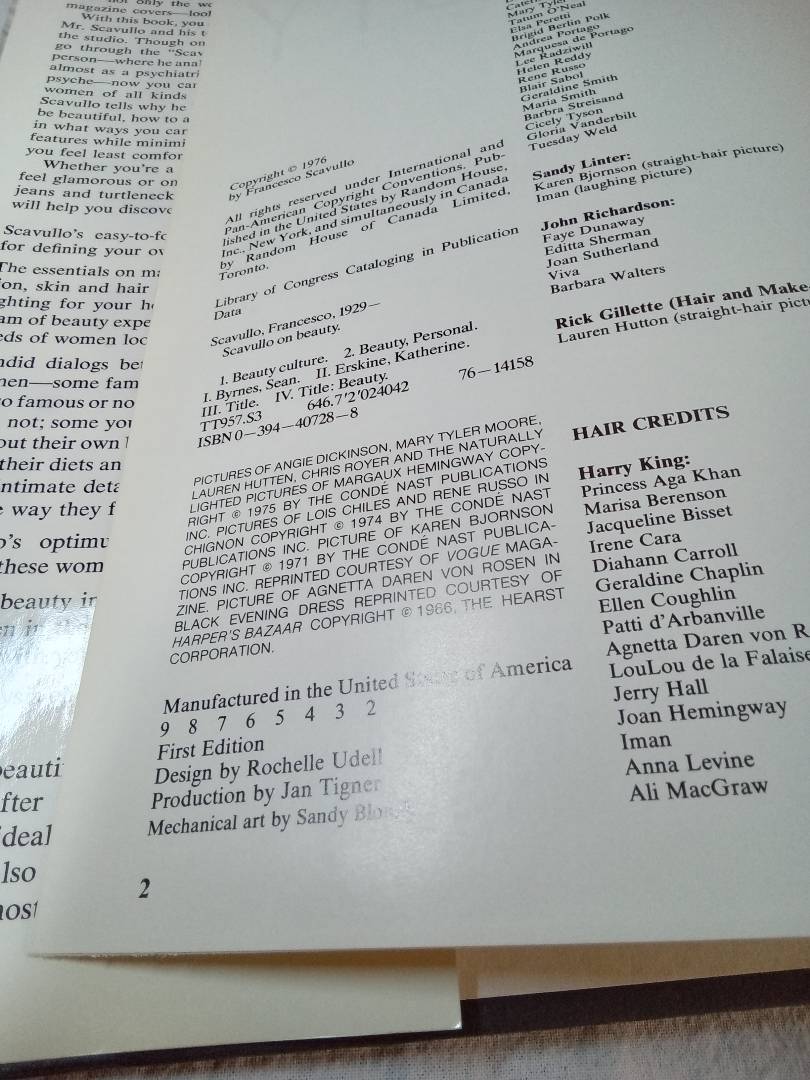 not only the
magazine covers—
With this book, you
Mr. Scavullo and his
the studio. Though on
go through the "Scav
person—where he anal
almost as a psychiatri
psyche—now you car
women of all kinds
Scavullo tells why he
be beautiful, how to a
in what ways you car
features while minimi
you feel least comfor
Whether you're a
feel glamorous or on
jeans and turtleneck
will help you discove
Scavullo's easy-to-fo
for defining your ov
The essentials on ma
ion, skin and hair
ghting for your he
am of beauty expe
eds of women loc
ndid dialogs be
nen—some fam
to famous or no
not; some you
out their own
their diets an
ntimate deta
way they f
o's optimu
these wom
beauty in
eauti
fter
deal
lso
nost
Copyright © 1976
by Francesco Scavullo
All rights reserved under International and
Pan-American Copyright Conventions. Pub-
lished in the United States by Random House,
Inc., New York, and simultaneously in Canada
by Random House of Canada Limited,
Toronto.
Library of Congress Cataloging in Publication
Data
Scavullo, Francesco, 1929—
Scavullo on beauty.
1. Beauty culture. 2. Beauty, Personal.
I. Byrnes, Sean. II. Erskine, Katherine.
III. Title. IV. Title: Beauty.
TT957.S3 646.7'2'024042 76—14158
ISBN 0—394—40728—8
PICTURES OF ANGIE DICKINSON, MARY TYLER MOORE,
LAUREN HUTTEN, CHRIS ROYER AND THE NATURALLY
LIGHTED PICTURES OF MARGAUX HEMINGWAY COPY-
RIGHT © 1975 BY THE CONDÉ NAST PUBLICATIONS
INC. PICTURES OF LOIS CHILES AND RENE RUSSO IN
CHIGNON COPYRIGHT © 1974 BY THE CONDÉ NAST
PUBLICATIONS INC. PICTURE OF KAREN BJORNSON
COPYRIGHT © 1971 BY THE CONDÉ NAST PUBLICA-
TIONS INC. REPRINTED COURTESY OF VOGUE MAGA-
ZINE. PICTURE OF AGNETTA DAREN VON ROSEN IN
BLACK EVENING DRESS REPRINTED COURTESY OF
HARPER'S BAZAAR COPYRIGHT © 1966, THE HEARST
CORPORATION.
Manufactured in the United States of America
9 8 7 6 5 4 3 2
First Edition
Design by Rochelle Udell
Production by Jan Tigner
Mechanical art by Sandy
2
Mary Tyler
Tatum O'Neal
Elsa Peretti
Brigid Berlin Polk
Andrea Portago
Marquesa de Portago
Lee Radziwill
Helen Reddy
Rene Russo
Blair Sabol
Geraldine Smith
Maria Smith
Barbra Streisand
Cicely Tyson
Gloria Vanderbilt
Tuesday Weld
Sandy Linter:
Karen Bjornson (straight-hair picture)
Iman (laughing picture)
John Richardson:
Faye Dunaway
Editta Sherman
Joan Sutherland
Viva
Barbara Walters
Rick Gillette (Hair and Make-
Lauren Hutton (straight-hair pictu
HAIR CREDITS
Harry King:
Princess Aga Khan
Marisa Berenson
Jacqueline Bisset
Irene Cara
Diahann Carroll
Geraldine Chaplin
Ellen Coughlin
Patti d'Arbanville
Agnetta Daren von R
LouLou de la Falaise
Jerry Hall
Joan Hemingway
Iman
Anna Levine
Ali MacGraw